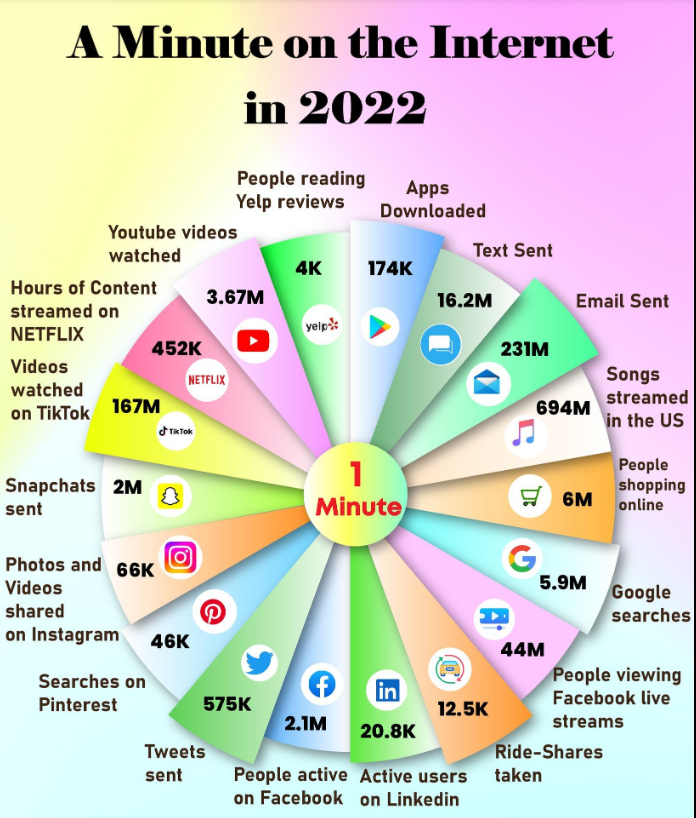 A Minute on the Internet
in 2022
People reading
Yelp reviews
4K
yelp
Apps
Downloaded
174K
Text Sent
16.2M
Email Sent
231M
Songs
streamed
in the US
694M
People
shopping
online
6M
Google
searches
5.9M
People viewing
Facebook live
streams
44M
Ride-Shares
taken
12.5K
Active users
on Linkedin
20.8K
in
People active
on Facebook
2.1M
Tweets
sent
575K
Searches on
Pinterest
46K
Photos and
Videos
shared
on Instagram
66K
Snapchats
sent
2M
Videos
watched
on TikTok
167M
TikTok
Hours of Content
streamed on
NETFLIX
452K
NETFLIX
Youtube videos
watched
3.67M
1
Minute